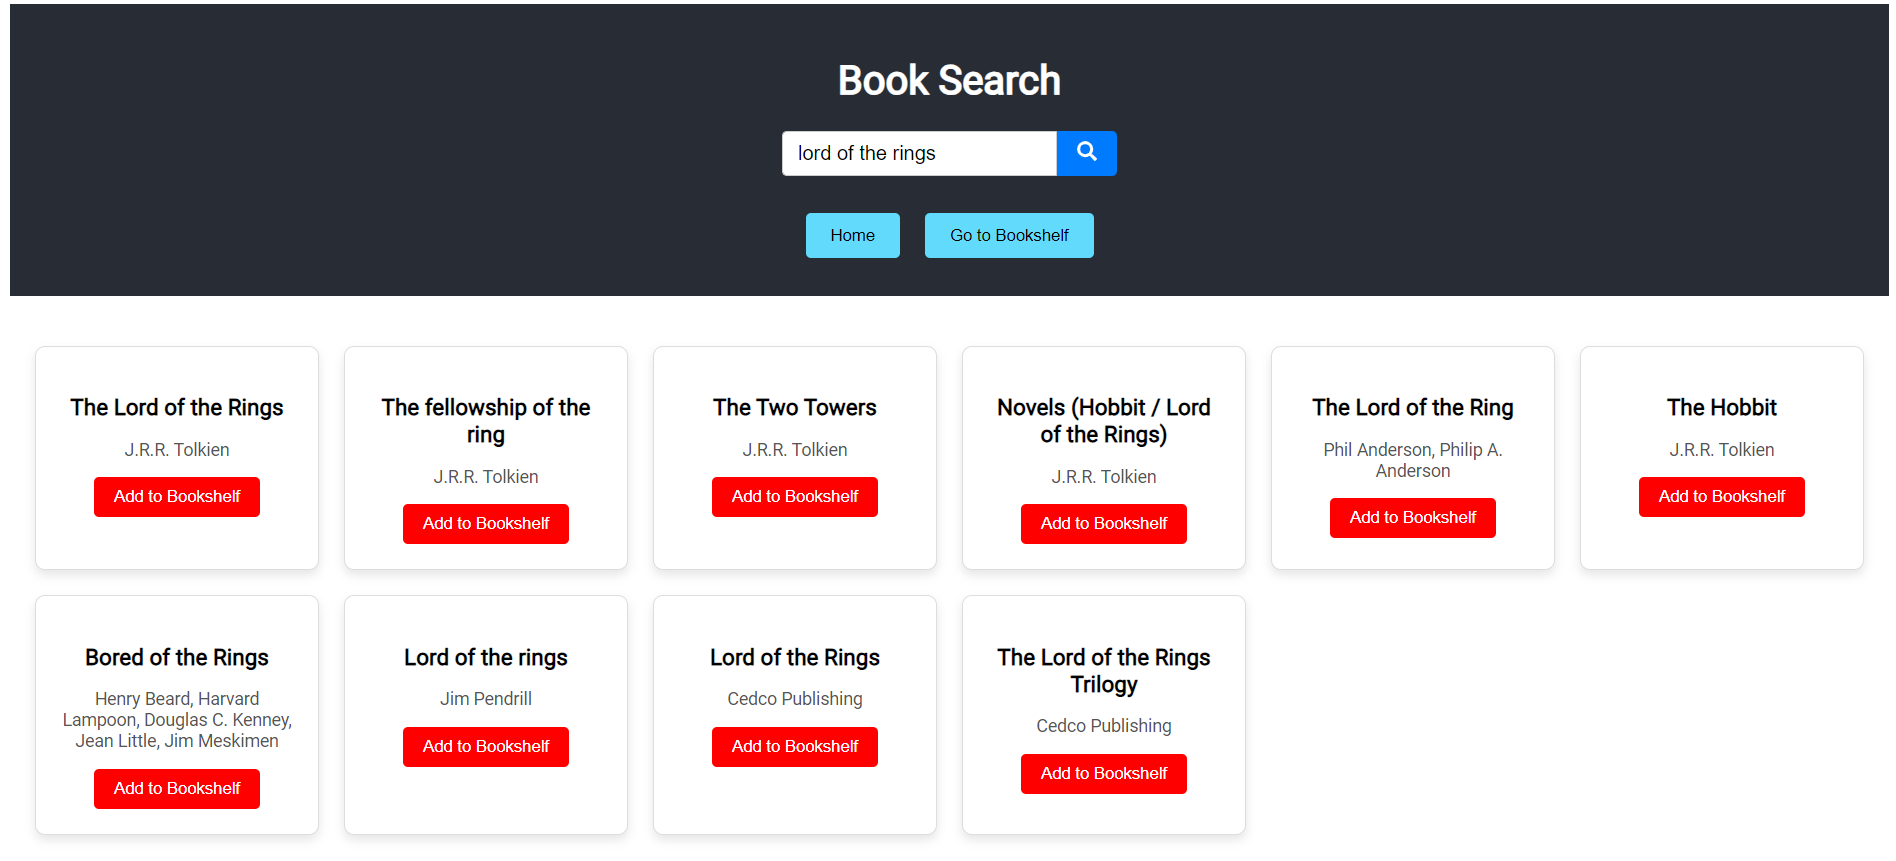 Book Search
lord of the rings
Home
Go to Bookshelf
The Lord of the Rings
J.R.R. Tolkien
Add to Bookshelf
The fellowship of the
ring
J.R.R. Tolkien
Add to Bookshelf
The Two Towers
J.R.R. Tolkien
Add to Bookshelf
Novels (Hobbit / Lord
of the Rings)
J.R.R. Tolkien
Add to Bookshelf
The Lord of the Ring
Phil Anderson, Philip A.
Anderson
Add to Bookshelf
The Hobbit
J.R.R. Tolkien
Add to Bookshelf
Bored of the Rings
Henry Beard, Harvard
Lampoon, Douglas C. Kenney,
Jean Little, Jim Meskimen
Add to Bookshelf
Lord of the rings
Jim Pendrill
Add to Bookshelf
Lord of the Rings
Cedco Publishing
Add to Bookshelf
The Lord of the Rings
Trilogy
Cedco Publishing
Add to Bookshelf